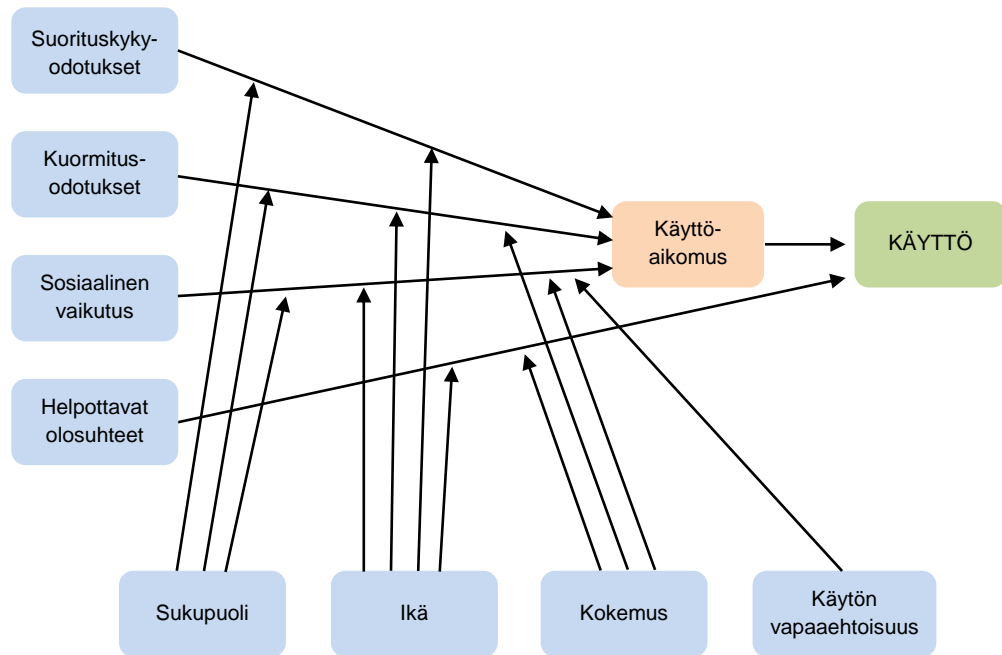 Suorituskyky-
odotukset
Kuormitus-
odotukset
Sosiaalinen
vaikutus
Helpottavat
olosuhteet
Käyttö-
aikomus
KÄYTTÖ
Sukupuoli
Ikä
Kokemus
Käytön
vapaaehtoisuus